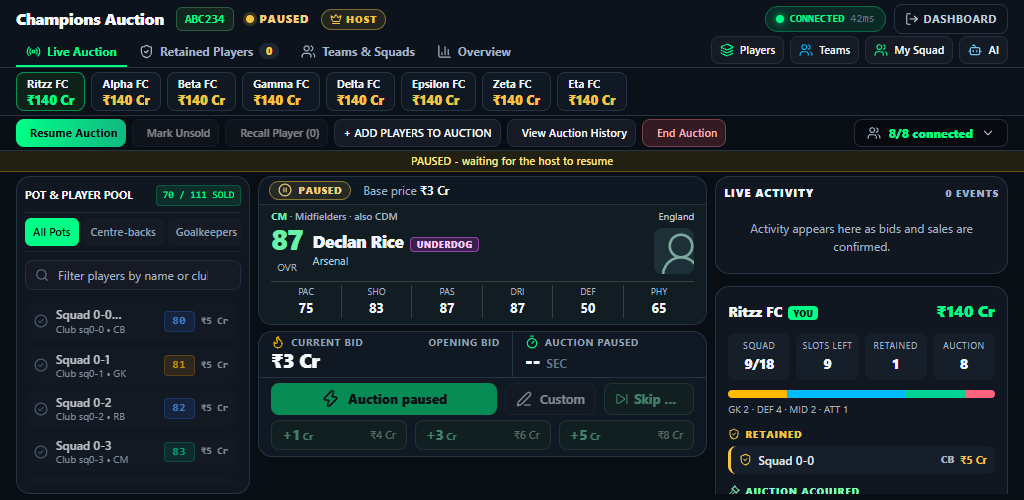 Champions Auction ABC234 PAUSED HOST CONNECTED 42ms DASHBOARD
Live Auction Retained Players 0 Teams & Squads Overview Players Teams My Squad AI
Ritzz FC Alpha FC Beta FC Gamma FC Delta FC Epsilon FC Zeta FC Eta FC
₹140 Cr ₹140 Cr ₹140 Cr ₹140 Cr ₹140 Cr ₹140 Cr ₹140 Cr ₹140 Cr
Resume Auction Mark Unsold Recall Player (0) + ADD PLAYERS TO AUCTION View Auction History End Auction 8/8 connected
PAUSED - waiting for the host to resume
POT & PLAYER POOL 70 / 111 SOLD
All Pots Centre-backs Goalkeepers
Filter players by name or clu
Squad 0-0... 80 ₹5 Cr
Club sq0-0 • CB
Squad 0-1 81 ₹5 Cr
Club sq0-1 • GK
Squad 0-2 82 ₹5 Cr
Club sq0-2 • RB
Squad 0-3 83 ₹5 Cr
Club sq0-3 • CM
PAUSED Base price ₹3 Cr
CM · Midfielders · also CDM England
87 Declan Rice UNDERDOG
OVR Arsenal
PAC SHO PAS DRI DEF PHY
75 83 87 87 50 65
CURRENT BID OPENING BID AUCTION PAUSED
₹3 Cr -- SEC
Auction paused Custom Skip ...
+1 Cr ₹4 Cr +3 Cr ₹6 Cr +5 Cr ₹8 Cr
LIVE ACTIVITY 0 EVENTS
Activity appears here as bids and sales are
confirmed.
Ritzz FC YOU ₹140 Cr
SQUAD SLOTS LEFT RETAINED AUCTION
9/18 9 1 8
GK 2 · DEF 4 · MID 2 · ATT 1
RETAINED
Squad 0-0 CB ₹5 Cr
AUCTION ACQUIRED